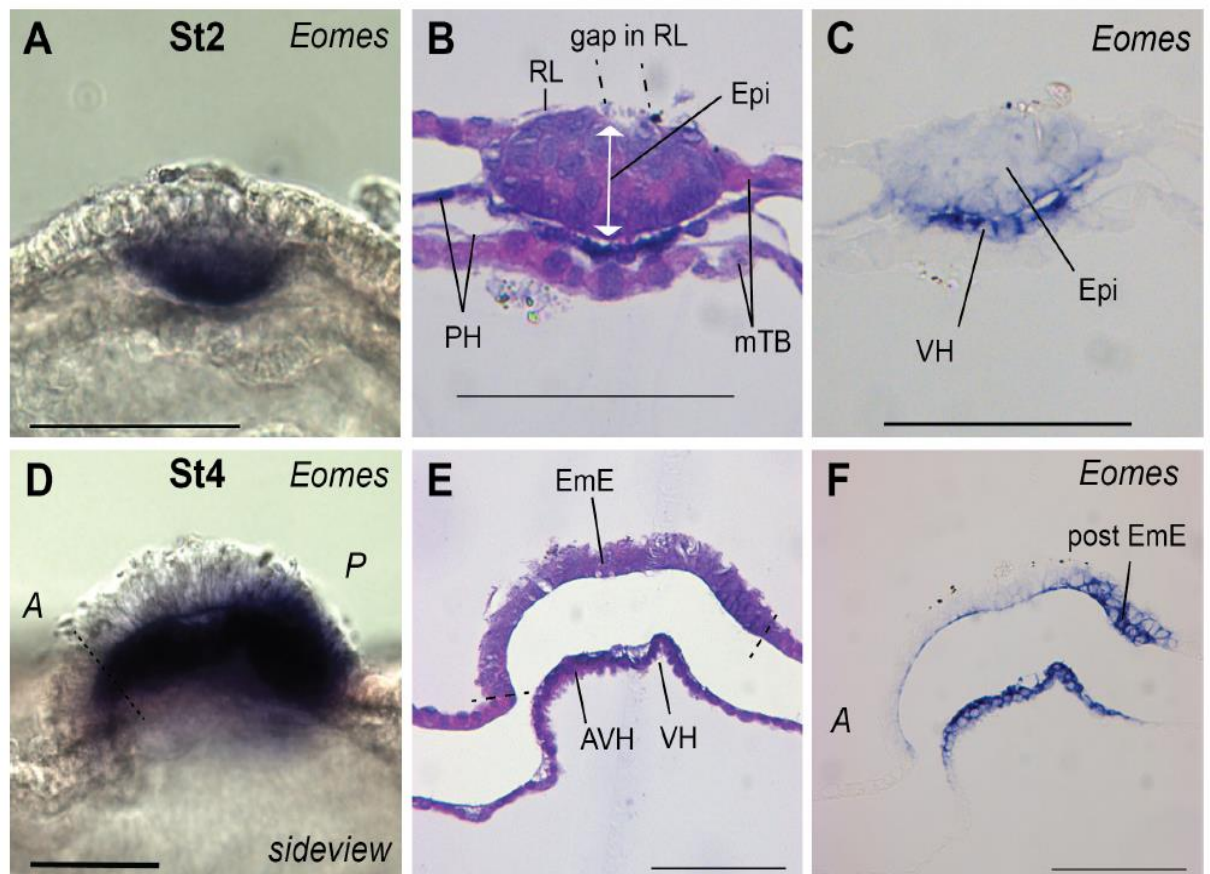 A St2 Eomes
B gap in RL
RL
Epi
PH
mTB
C Eomes
Epi
VH
D St4 Eomes
P
A
sideview
E
EmE
AVH
VH
F Eomes
post EmE
A